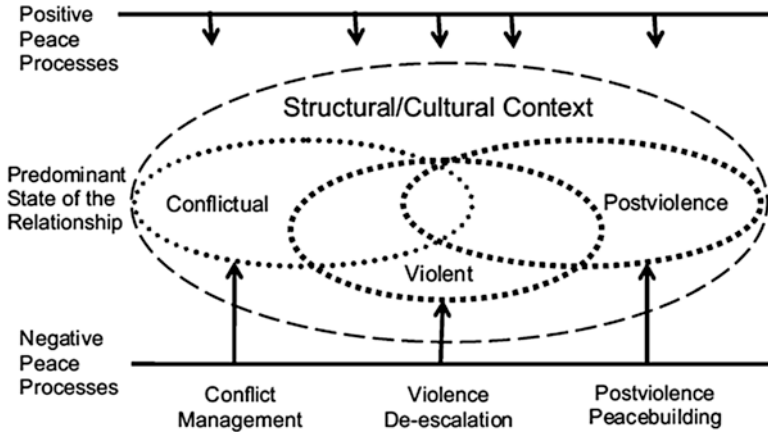 Positive
Peace
Processes
Structural/Cultural Context
Predominant
State of the
Relationship
Conflictual
Postviolence
Violent
Negative
Peace
Processes
Conflict
Management
Violence
De-escalation
Postviolence
Peacebuilding